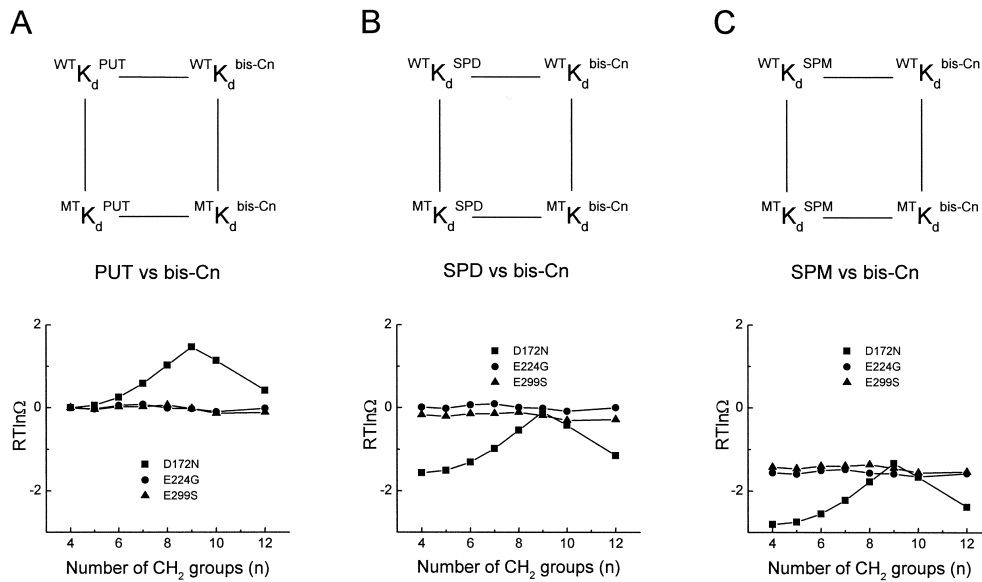 A
WTKdPUT WTKdbis-Cn
MTKdPUT MTKdbis-Cn
PUT vs bis-Cn
2
0
-2
RTlnΩ
D172N
E224G
E299S
4 6 8 10 12
Number of CH2 groups (n)
B
WTKdSPD WTKdbis-Cn
MTKdSPD MTKdbis-Cn
SPD vs bis-Cn
2
0
-2
RTlnΩ
D172N
E224G
E299S
4 6 8 10 12
Number of CH2 groups (n)
C
WTKdSPM WTKdbis-Cn
MTKdSPM MTKdbis-Cn
SPM vs bis-Cn
2
0
-2
RTlnΩ
D172N
E224G
E299S
4 6 8 10 12
Number of CH2 groups (n)